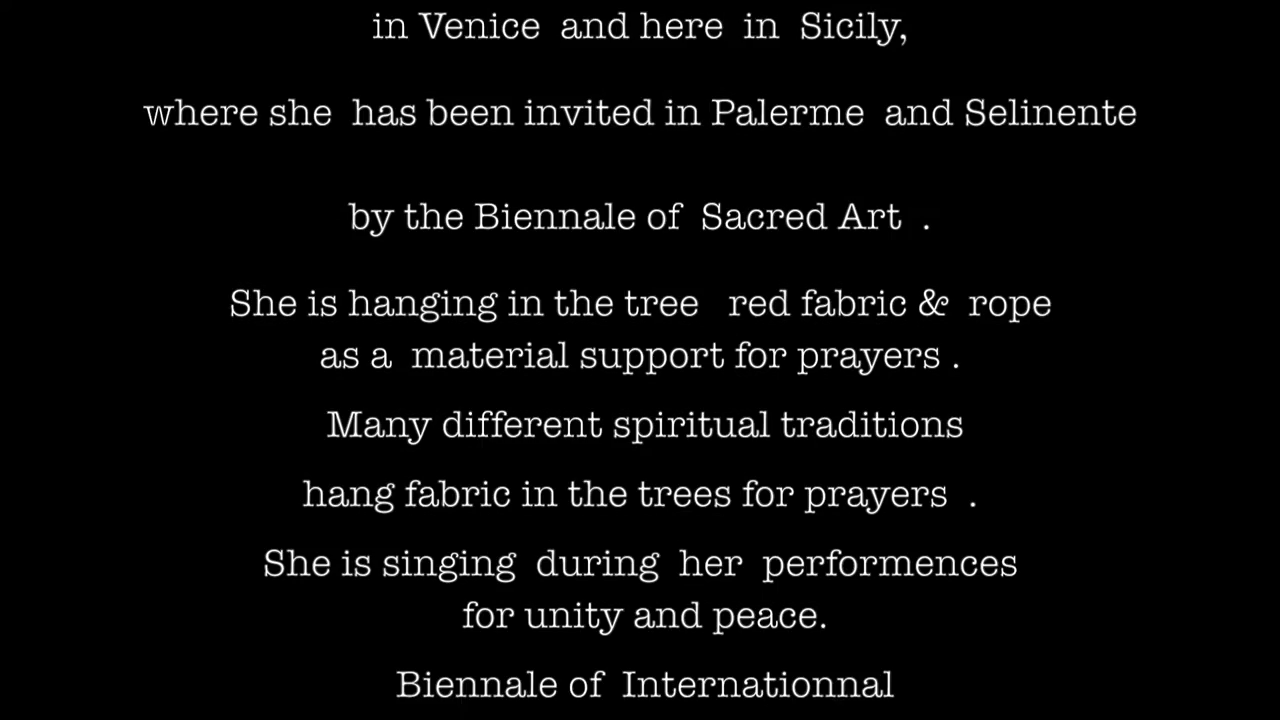 in Venice and here in Sicily,
where she has been invited in Palerme and Selinente
by the Biennale of Sacred Art .
She is hanging in the tree red fabric & rope
as a material support for prayers .
Many different spiritual traditions
hang fabric in the trees for prayers .
She is singing during her performences
for unity and peace.
Biennale of Internationnal